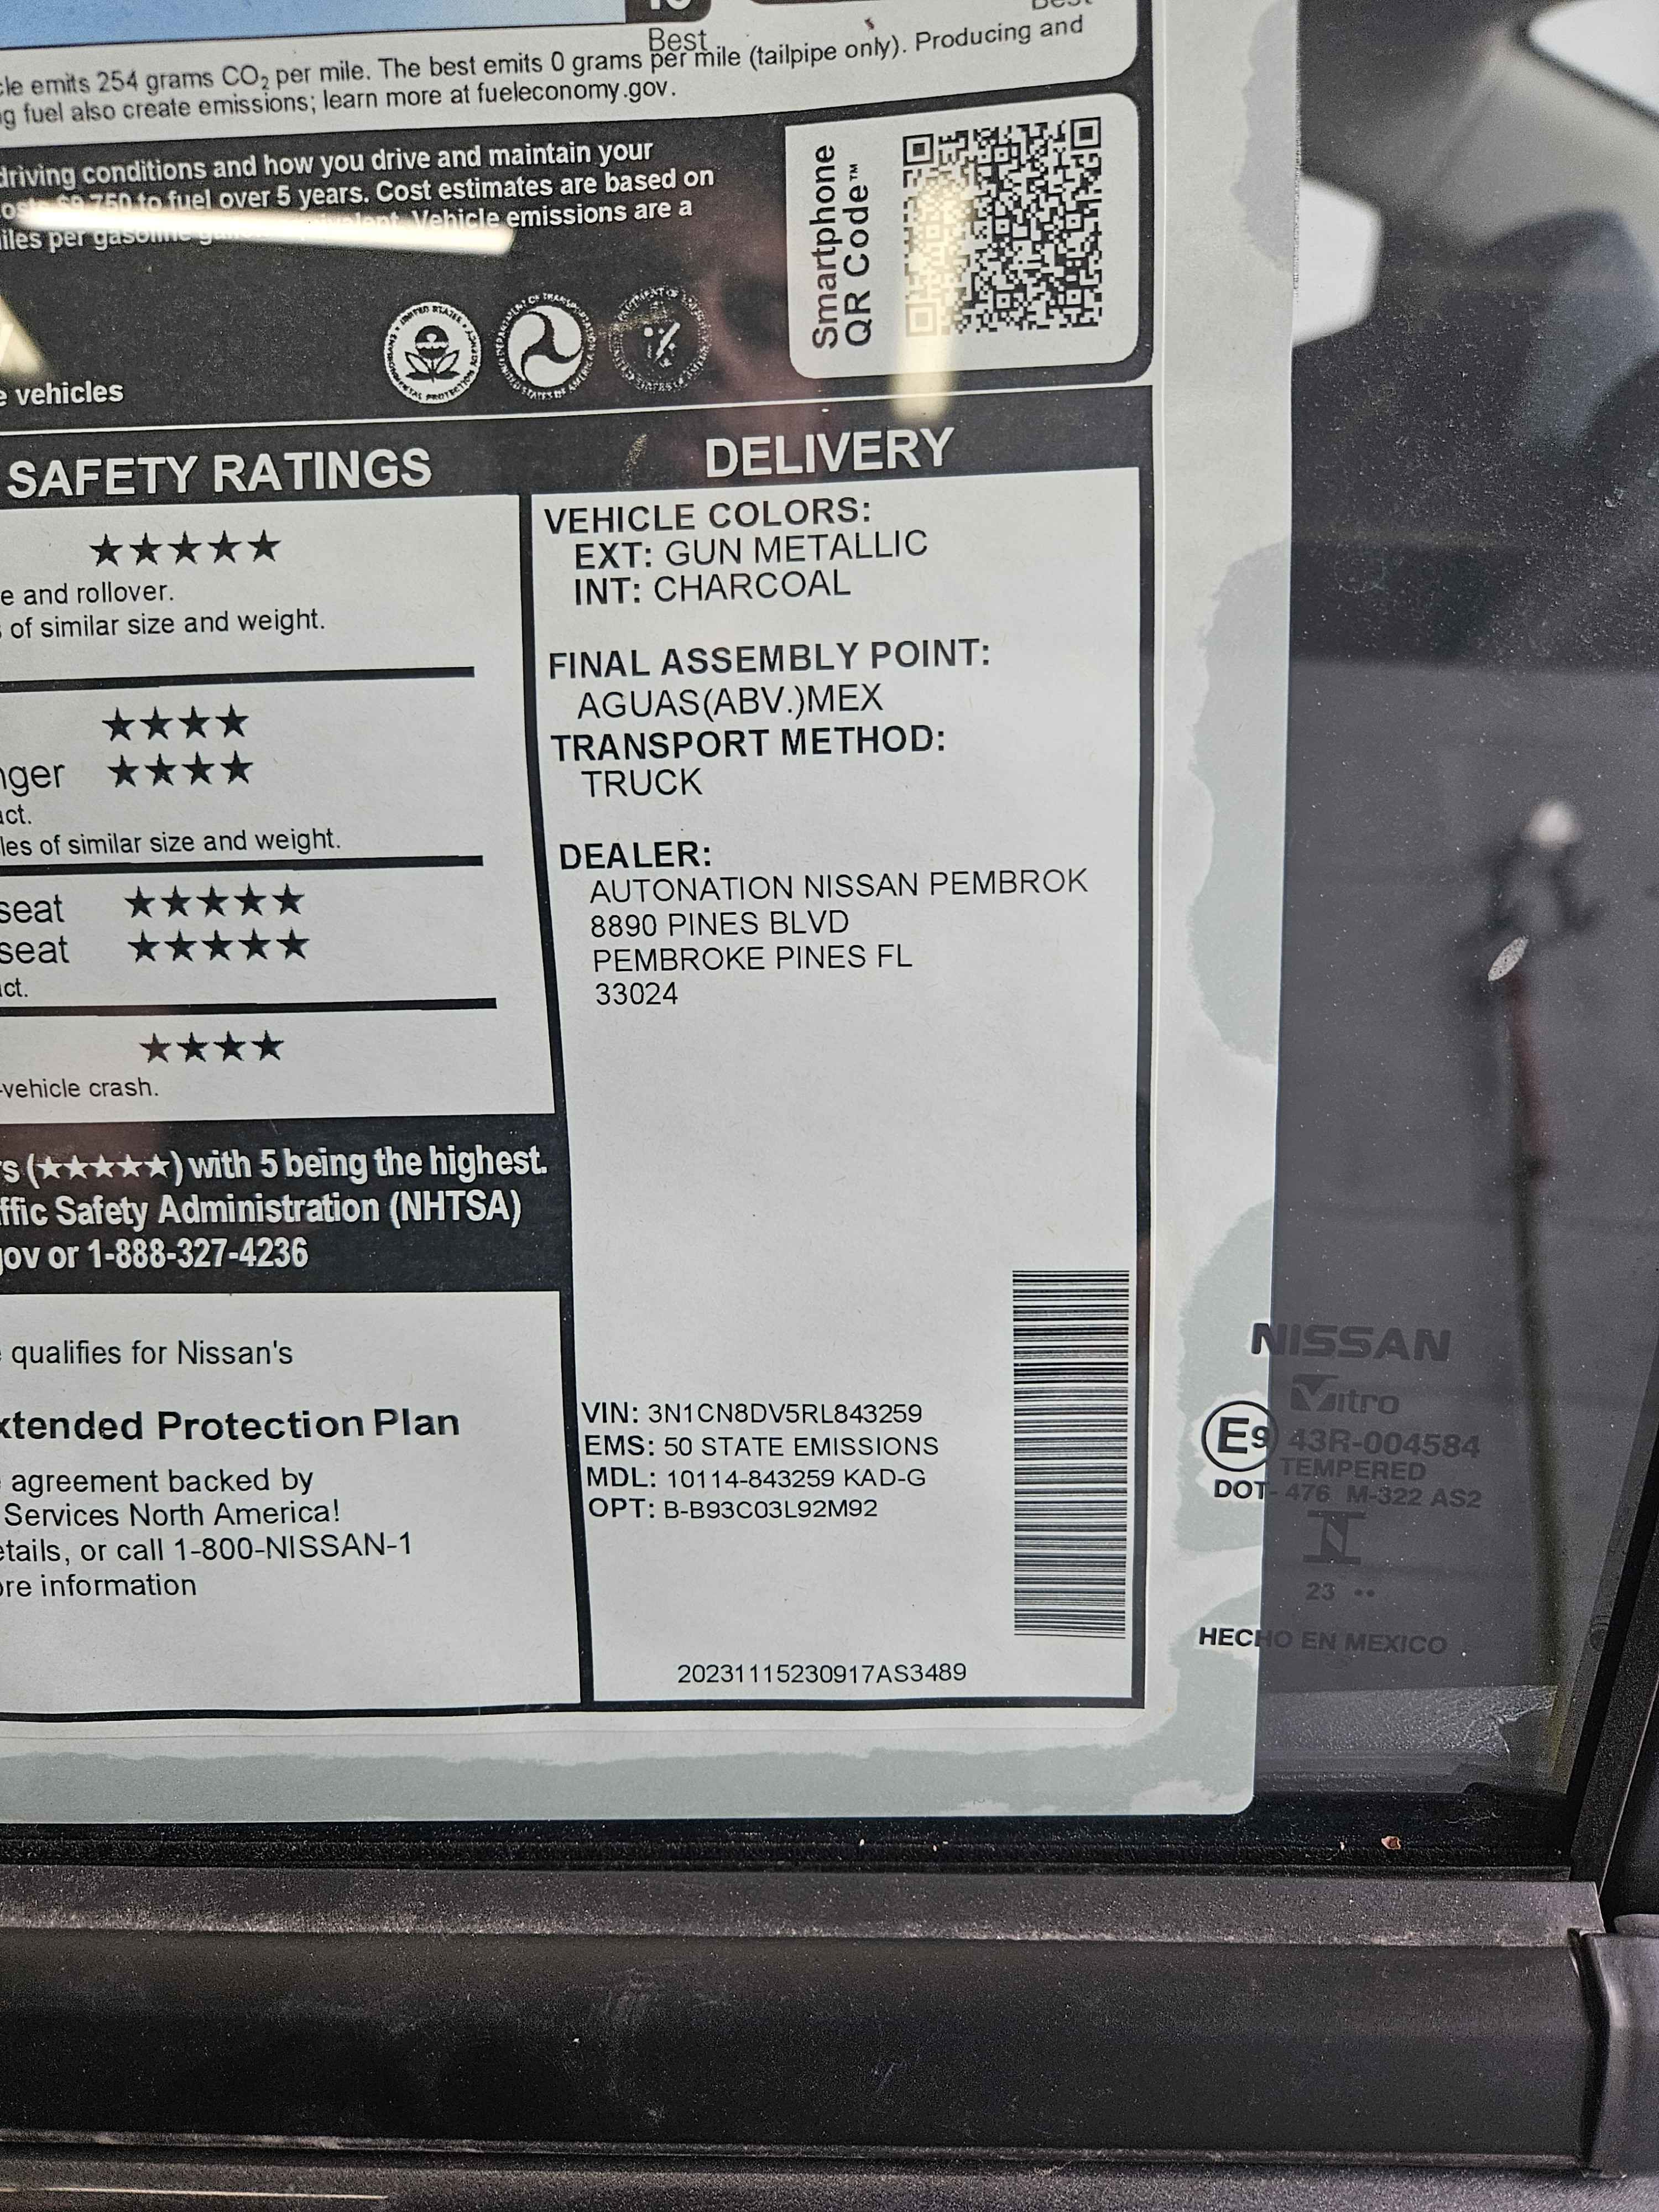 Best
cle emits 254 grams CO₂ per mile. The best emits 0 grams per mile (tailpipe only). Producing and
g fuel also create emissions; learn more at fueleconomy.gov.
driving conditions and how you drive and maintain your
750 to fuel over 5 years. Cost estimates are based on
iles per gasoline Vehicle emissions are a
Smartphone
QR Code™
e vehicles
SAFETY RATINGS
★★★★★
e and rollover.
s of similar size and weight.
★★★★
nger ★★★★
act.
les of similar size and weight.
seat ★★★★★
seat ★★★★★
act.
★★★★
-vehicle crash.
s (★★★★★) with 5 being the highest.
ffic Safety Administration (NHTSA)
gov or 1-888-327-4236
e qualifies for Nissan's
xtended Protection Plan
e agreement backed by
Services North America!
etails, or call 1-800-NISSAN-1
ore information
DELIVERY
VEHICLE COLORS:
EXT: GUN METALLIC
INT: CHARCOAL
FINAL ASSEMBLY POINT:
AGUAS(ABV.)MEX
TRANSPORT METHOD:
TRUCK
DEALER:
AUTONATION NISSAN PEMBROK
8890 PINES BLVD
PEMBROKE PINES FL
33024
VIN: 3N1CN8DV5RL843259
EMS: 50 STATE EMISSIONS
MDL: 10114-843259 KAD-G
OPT: B-B93C03L92M92
20231115230917AS3489
NISSAN
Vitro
E9 43R-004584
TEMPERED
DOT-476 M-322 AS2
N
23 ••
HECHO EN MEXICO